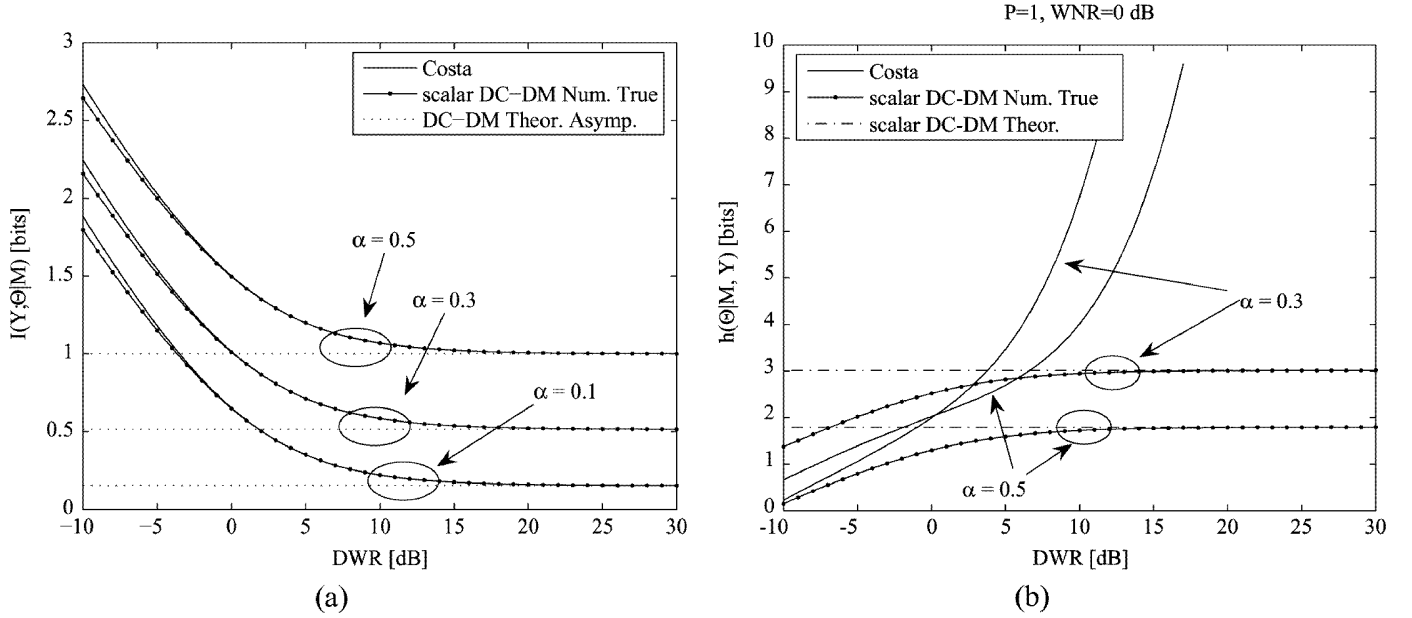 3
2.5
2
1.5
1
0.5
0
−10
−5
0
5
10
15
20
25
30
I(Y;Θ|M) [bits]
DWR [dB]
Costa
scalar DC−DM Num. True
DC−DM Theor. Asymp.
α = 0.5
α = 0.3
α = 0.1
(a)
P=1, WNR=0 dB
10
9
8
7
6
5
4
3
2
1
0
-10
-5
0
5
10
15
20
25
30
h(Θ|M, Y) [bits]
DWR [dB]
Costa
scalar DC-DM Num. True
scalar DC-DM Theor.
α = 0.3
α = 0.5
(b)